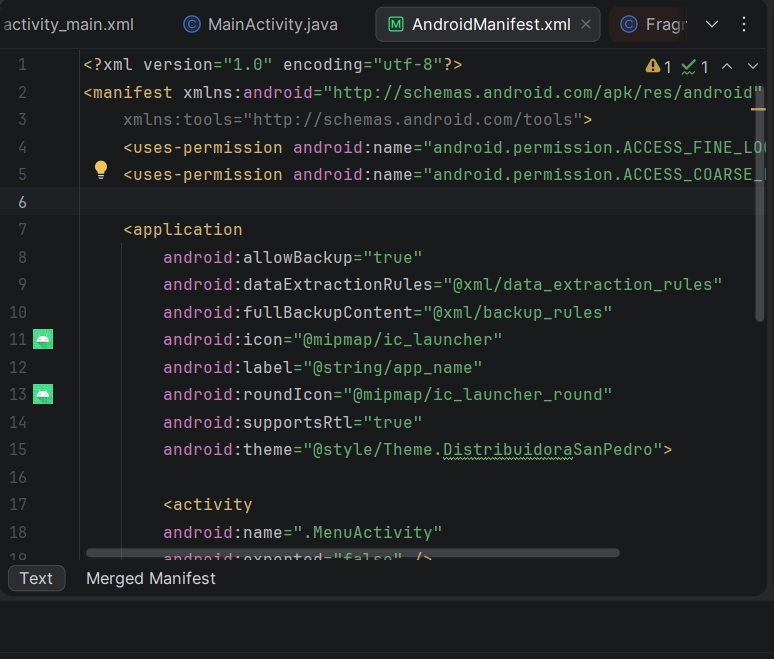 activity_main.xml MainActivity.java AndroidManifest.xml
1 <?xml version="1.0" encoding="utf-8"?> 1 1
2 <manifest xmlns:android="http://schemas.android.com/apk/res/android"
3 xmlns:tools="http://schemas.android.com/tools">
4 <uses-permission android:name="android.permission.ACCESS_FINE_LO
5 <uses-permission android:name="android.permission.ACCESS_COARSE_
6
7 <application
8 android:allowBackup="true"
9 android:dataExtractionRules="@xml/data_extraction_rules"
10 android:fullBackupContent="@xml/backup_rules"
11 android:icon="@mipmap/ic_launcher"
12 android:label="@string/app_name"
13 android:roundIcon="@mipmap/ic_launcher_round"
14 android:supportsRtl="true"
15 android:theme="@style/Theme.DistribuidoraSanPedro">
16
17 <activity
18 android:name=".MenuActivity"
19 android:exported="false" />
Text Merged Manifest